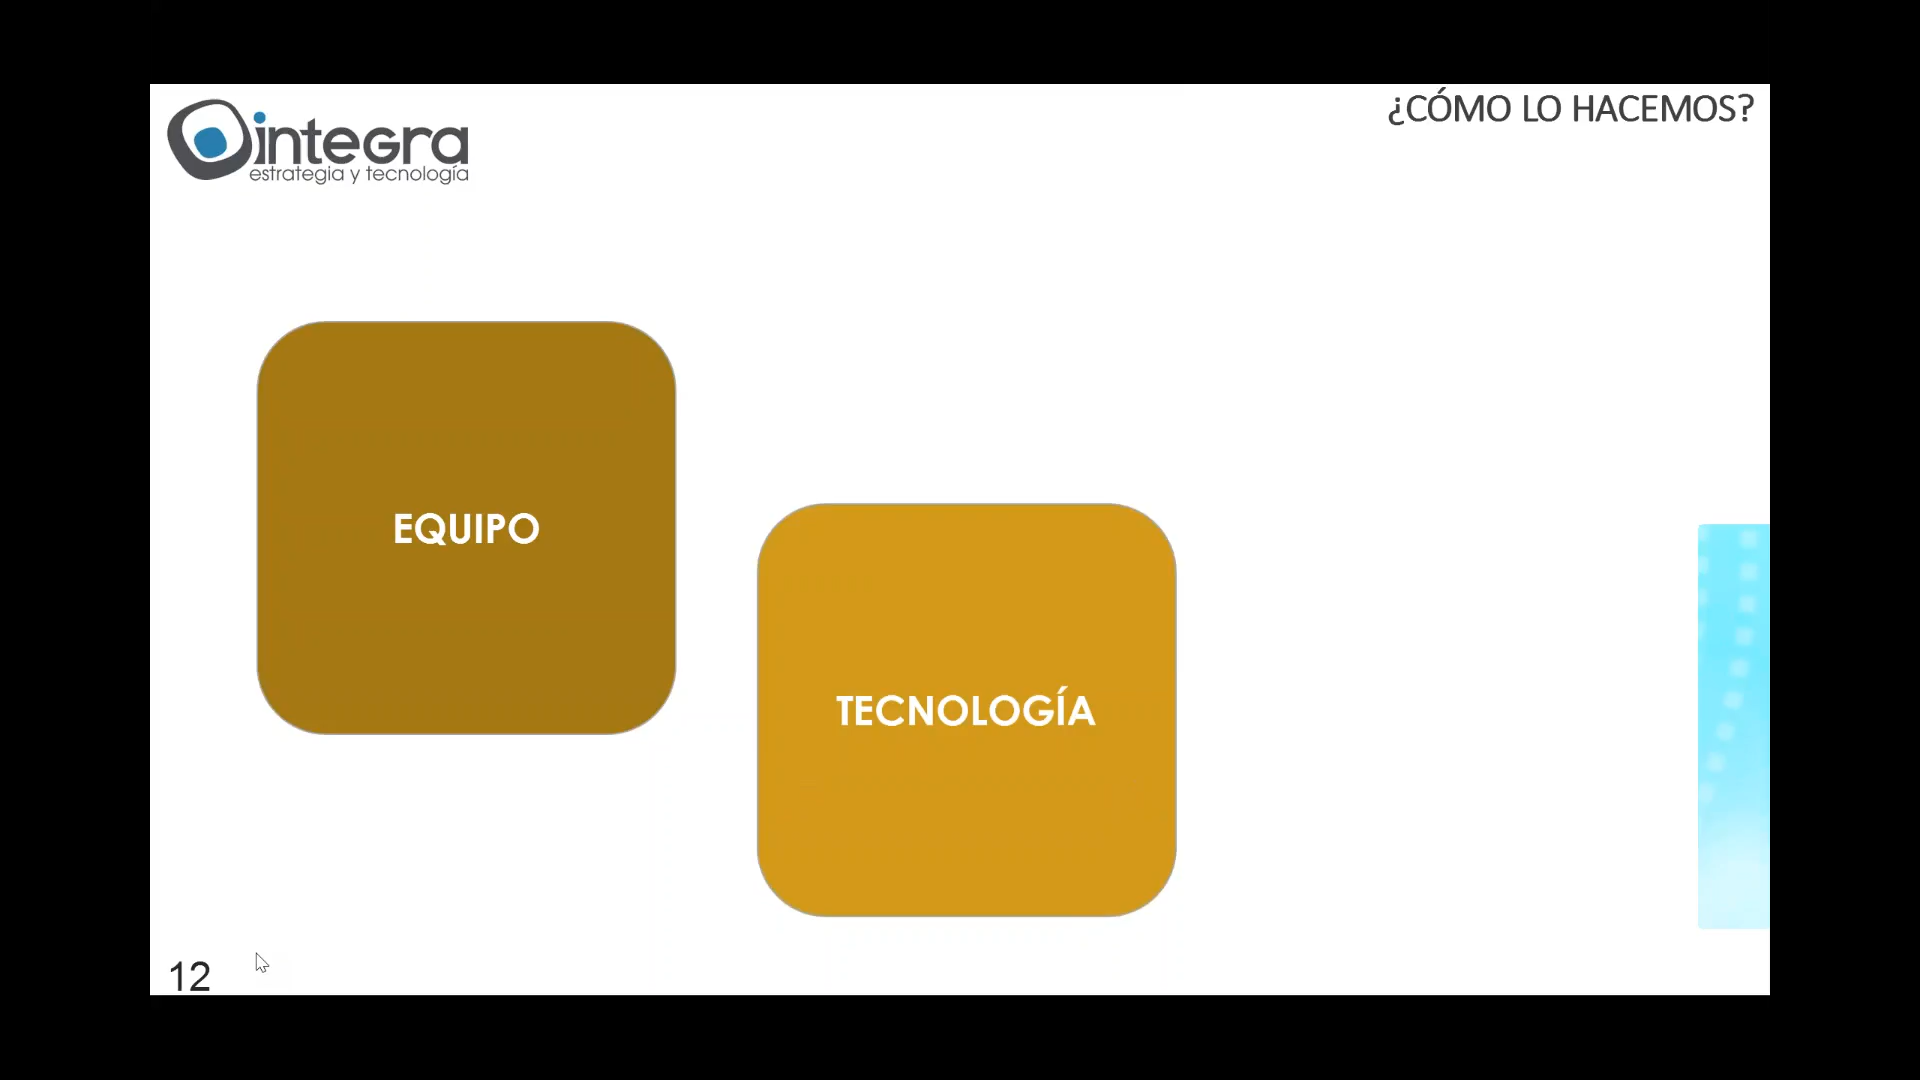 integra
estrategia y tecnología
¿CÓMO LO HACEMOS?
EQUIPO
TECNOLOGÍA
12